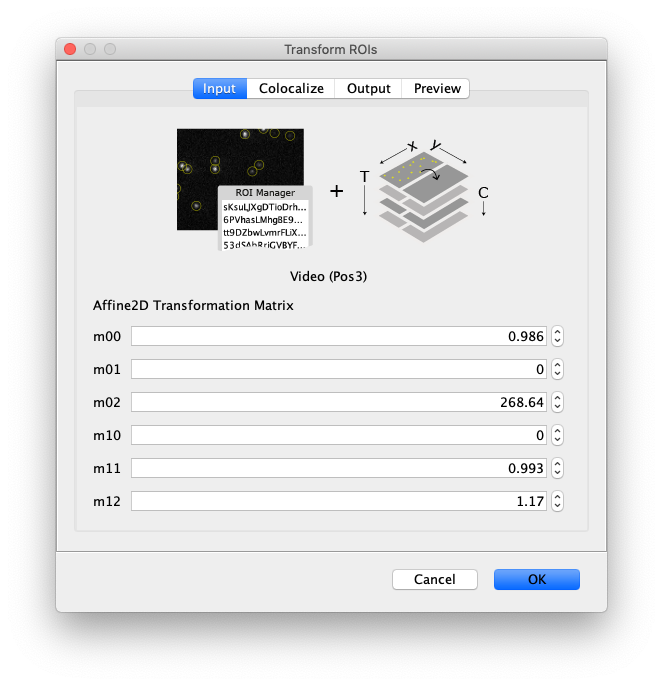 Transform ROIs
Input Colocalize Output Preview
x y
T
C
ROI Manager
sKsuLJXgDTioDrh...
6PVhasLMhgBE9...
tt9DZbwLvmrFLiX...
53dSAhRriGVBYF...
+
Video (Pos3)
Affine2D Transformation Matrix
m00 0.986
m01 0
m02 268.64
m10 0
m11 0.993
m12 1.17
Cancel OK